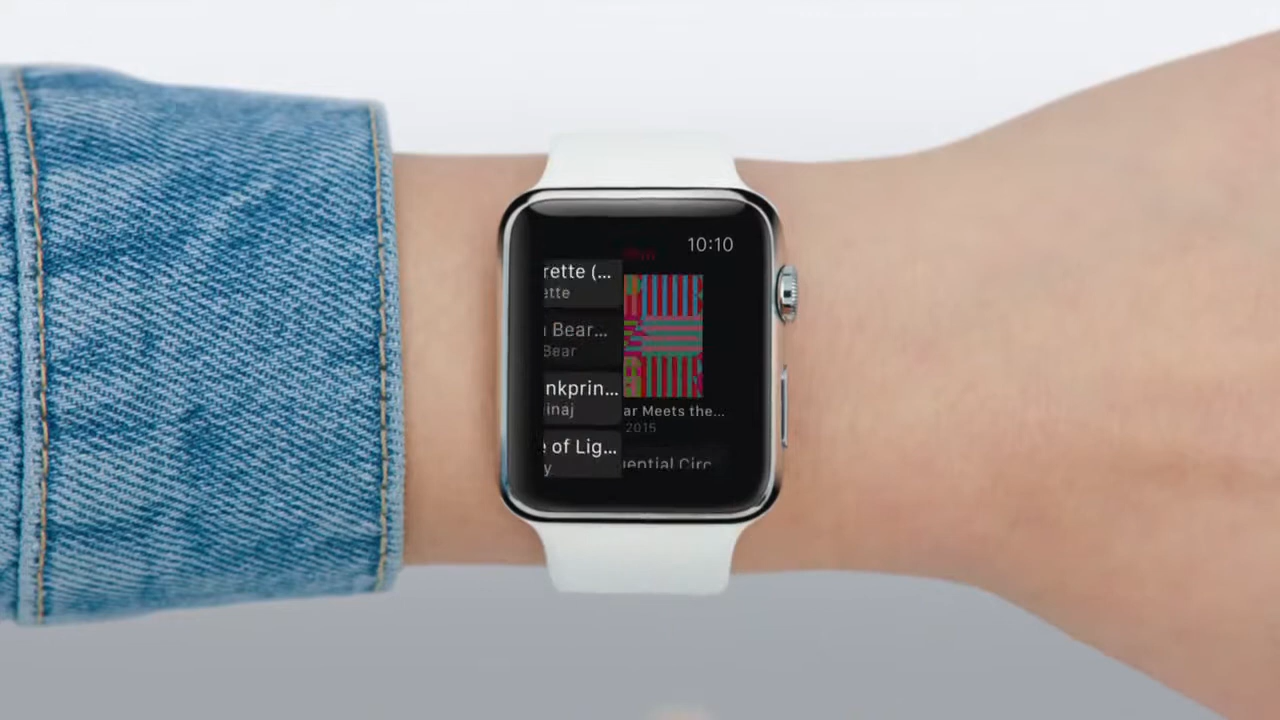 10:10
rette (...
ette
Bear...
Bear
nkprin...
inaj
of Lig...
y
ar Meets the...
2015
uential Circ